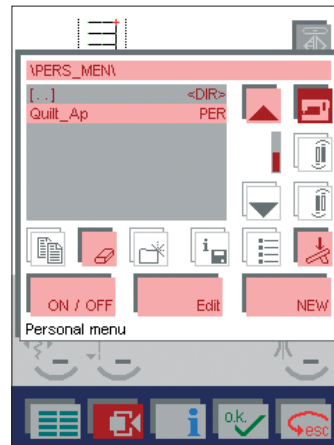 \PERS_MEN\
[..] <DIR>
Quilt_Ap PER
i
ON / OFF Edit NEW
Personal menu
i o.k. esc